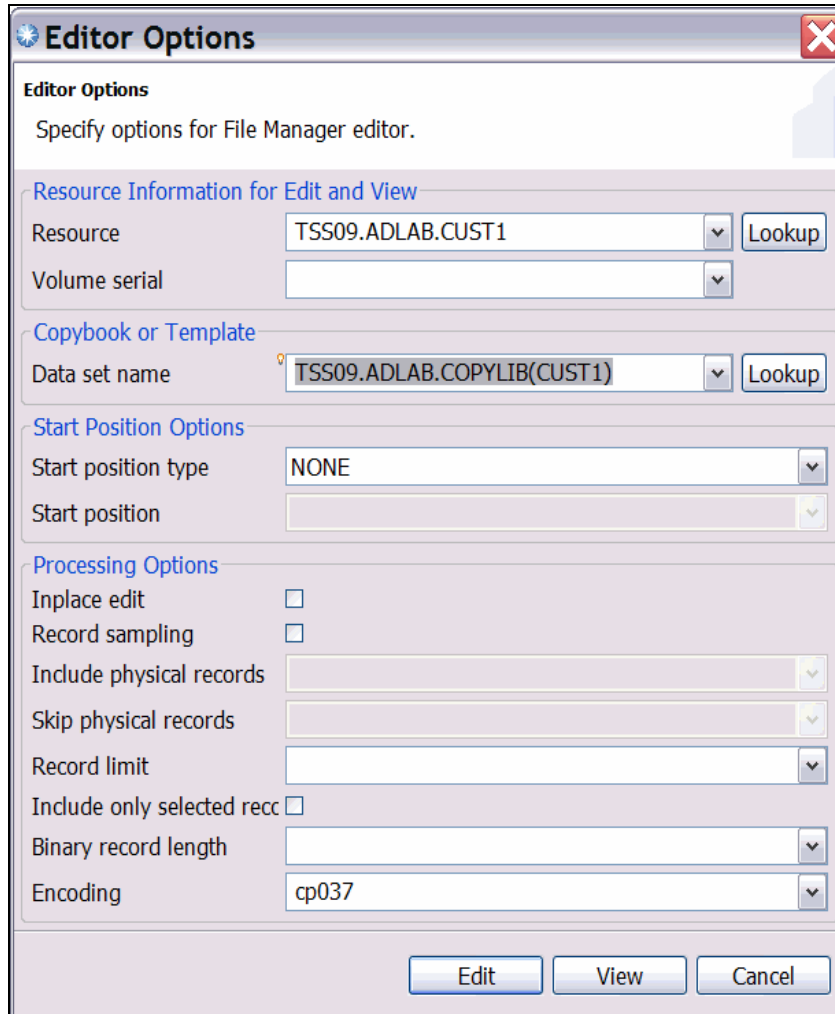 Editor Options
Editor Options
Specify options for File Manager editor.
Resource Information for Edit and View
Resource TSS09.ADLAB.CUST1 Lookup
Volume serial
Copybook or Template
Data set name TSS09.ADLAB.COPYLIB(CUST1) Lookup
Start Position Options
Start position type NONE
Start position
Processing Options
Inplace edit
Record sampling
Include physical records
Skip physical records
Record limit
Include only selected recc
Binary record length
Encoding cp037
Edit View Cancel